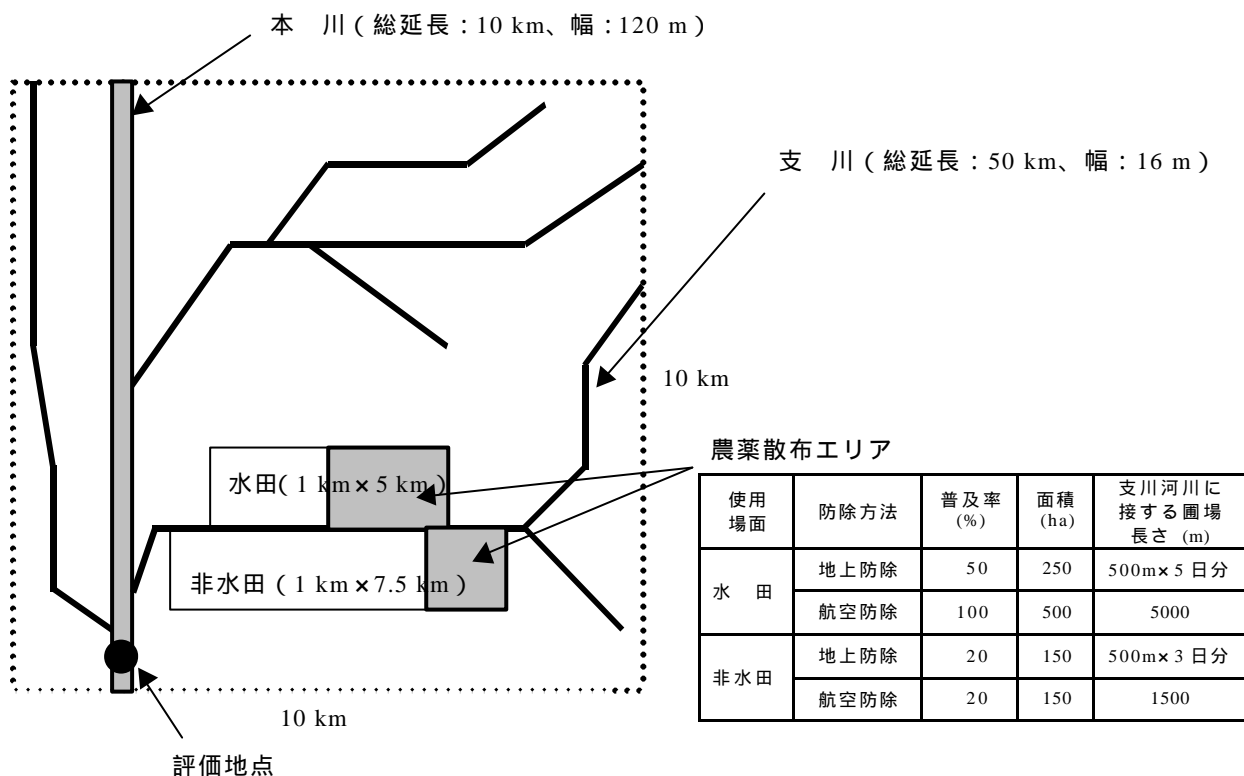 本 川（総延長：10 km、幅：120 m）
支 川（総延長：50 km、幅：16 m）
10 km
農薬散布エリア
水田( 1 km×5 km )
非水田（1 km×7.5 km）
使用場面 防除方法 普及率(%) 面積(ha) 支川河川に接する圃場長さ (m)
水 田 地上防除 50 250 500m×5 日分
航空防除 100 500 5000
非水田 地上防除 20 150 500m×3 日分
航空防除 20 150 1500
10 km
評価地点